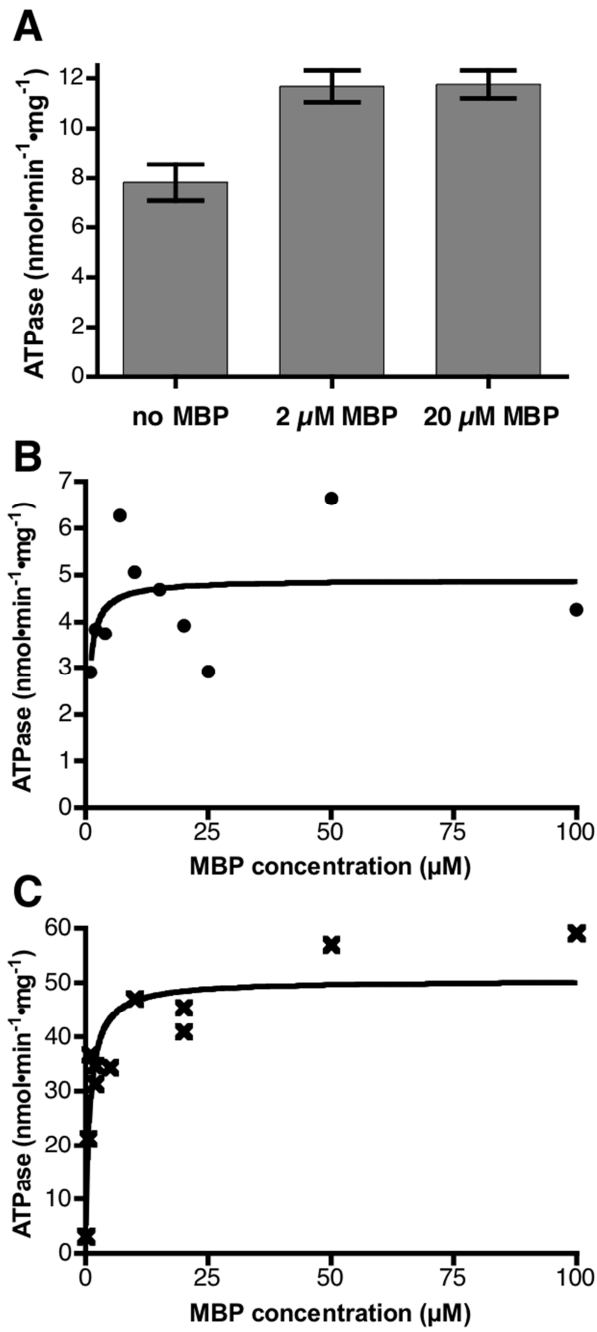 A
ATPase (nmol•min⁻¹•mg⁻¹)
12
10
8
6
4
2
0
no MBP 2 µM MBP 20 µM MBP
B
ATPase (nmol•min⁻¹•mg⁻¹)
7
6
5
4
3
2
1
0
0 25 50 75 100
MBP concentration (µM)
C
ATPase (nmol•min⁻¹•mg⁻¹)
60
50
40
30
20
10
0
0 25 50 75 100
MBP concentration (µM)